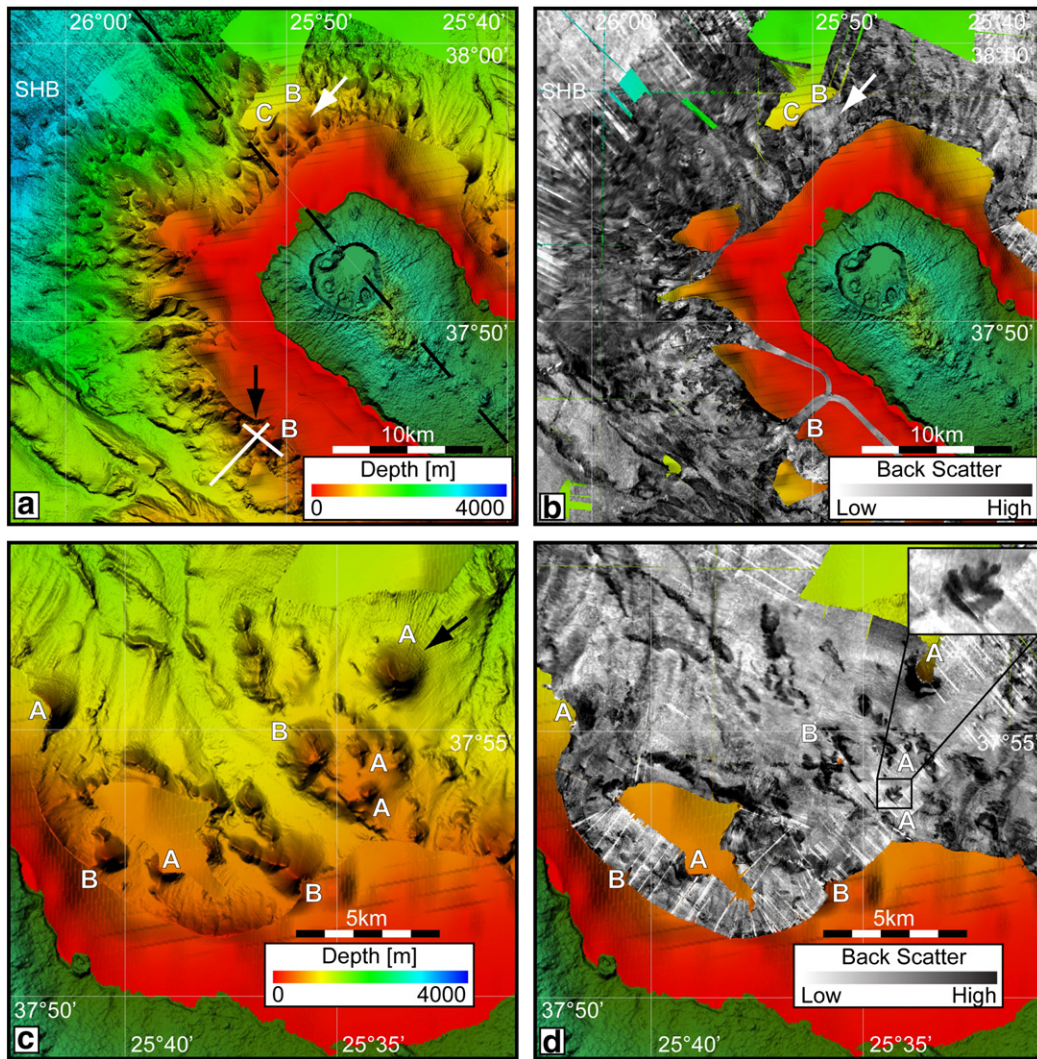 26°00' 25°50' 25°40'
38°00'
SHB
B
C
37°50'
B
10km
Depth [m]
0 4000
a
26°00' 25°50' 25°40'
38°00'
SHB
B
C
37°50'
B
10km
Back Scatter
Low High
b
A
A
37°55'
B
A
A
A
B
B
5km
Depth [m]
0 4000
37°50'
c
25°40' 25°35'
A
A
37°55'
B
A
A
A
B
B
5km
Back Scatter
Low High
37°50'
d
25°40' 25°35'